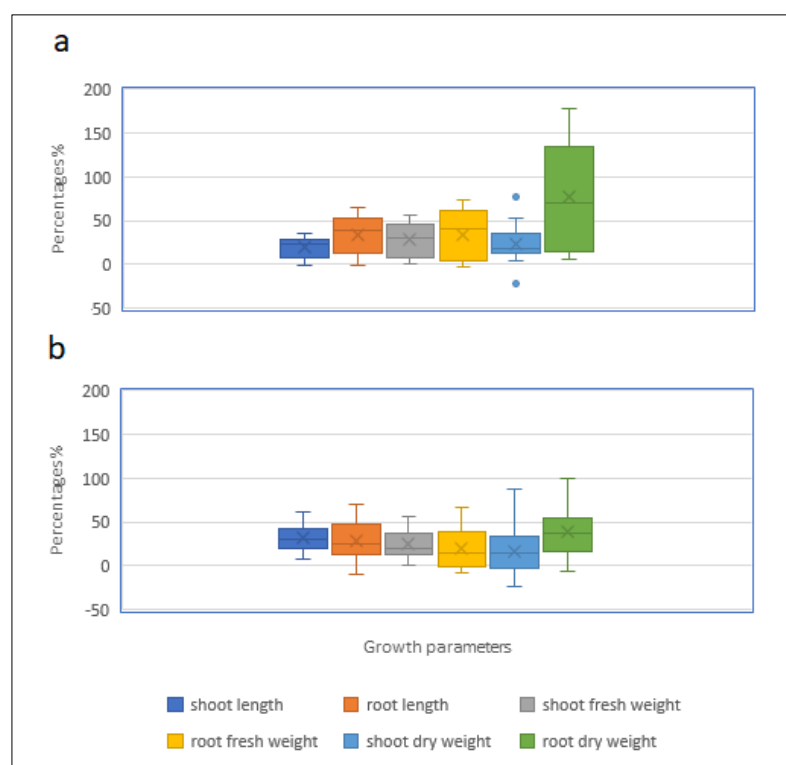 a
200
150
100
50
0
50
Percentages%
b
200
150
100
50
0
-50
Percentages%
Growth parameters
shoot length root length shoot fresh weight
root fresh weight shoot dry weight root dry weight